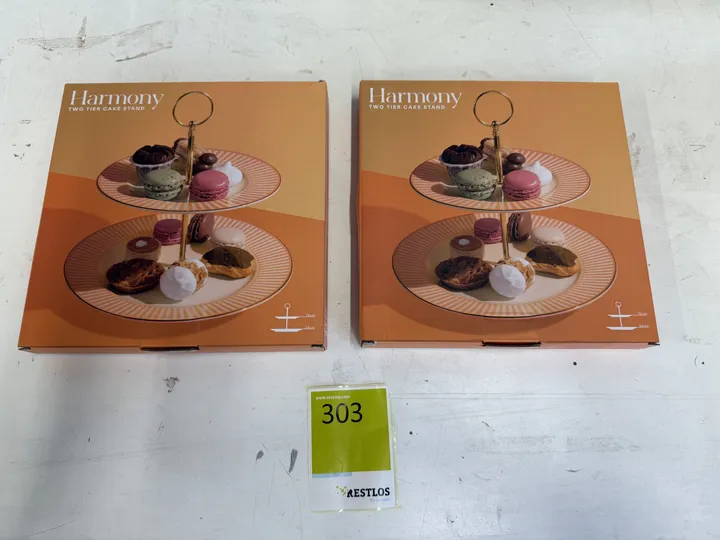 Harmony
TWO TIER CAKE STAND
Harmony
TWO TIER CAKE STAND
303
RESTLOS